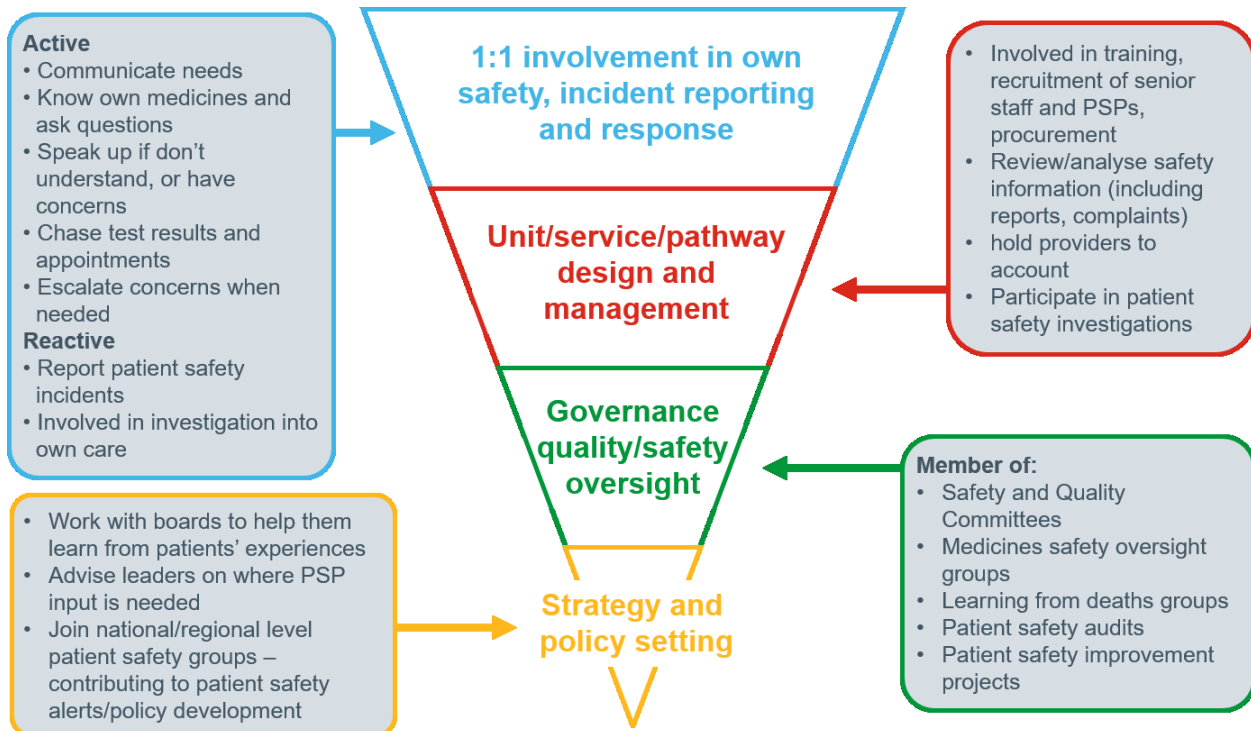 Active
• Communicate needs
• Know own medicines and
ask questions
• Speak up if don't
understand, or have
concerns
• Chase test results and
appointments
• Escalate concerns when
needed
Reactive
• Report patient safety
incidents
• Involved in investigation into
own care
1:1 involvement in own
safety, incident reporting
and response
• Involved in training,
recruitment of senior
staff and PSPs,
procurement
• Review/analyse safety
information (including
reports, complaints)
• hold providers to
account
• Participate in patient
safety investigations
Unit/service/pathway
design and
management
Governance
quality/safety
oversight
Member of:
• Safety and Quality
Committees
• Medicines safety oversight
groups
• Learning from deaths groups
• Patient safety audits
• Patient safety improvement
projects
• Work with boards to help them
learn from patients' experiences
• Advise leaders on where PSP
input is needed
• Join national/regional level
patient safety groups –
contributing to patient safety
alerts/policy development
Strategy and
policy setting